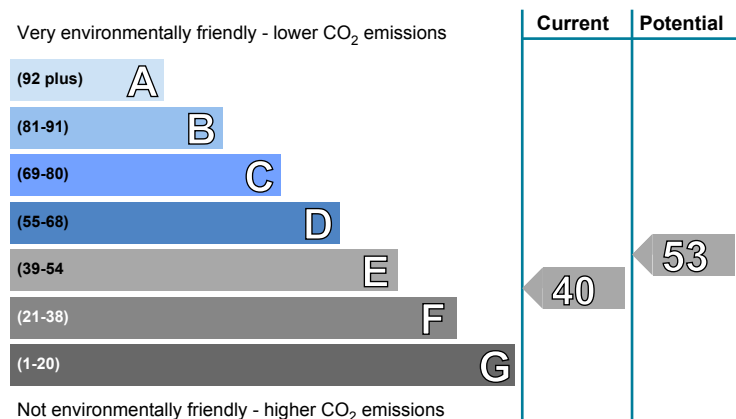 Current Potential
Very environmentally friendly - lower CO₂ emissions
(92 plus) A
(81-91) B
(69-80) C
(55-68) D
(39-54 E
53
40
(21-38) F
(1-20) G
Not environmentally friendly - higher CO₂ emissions